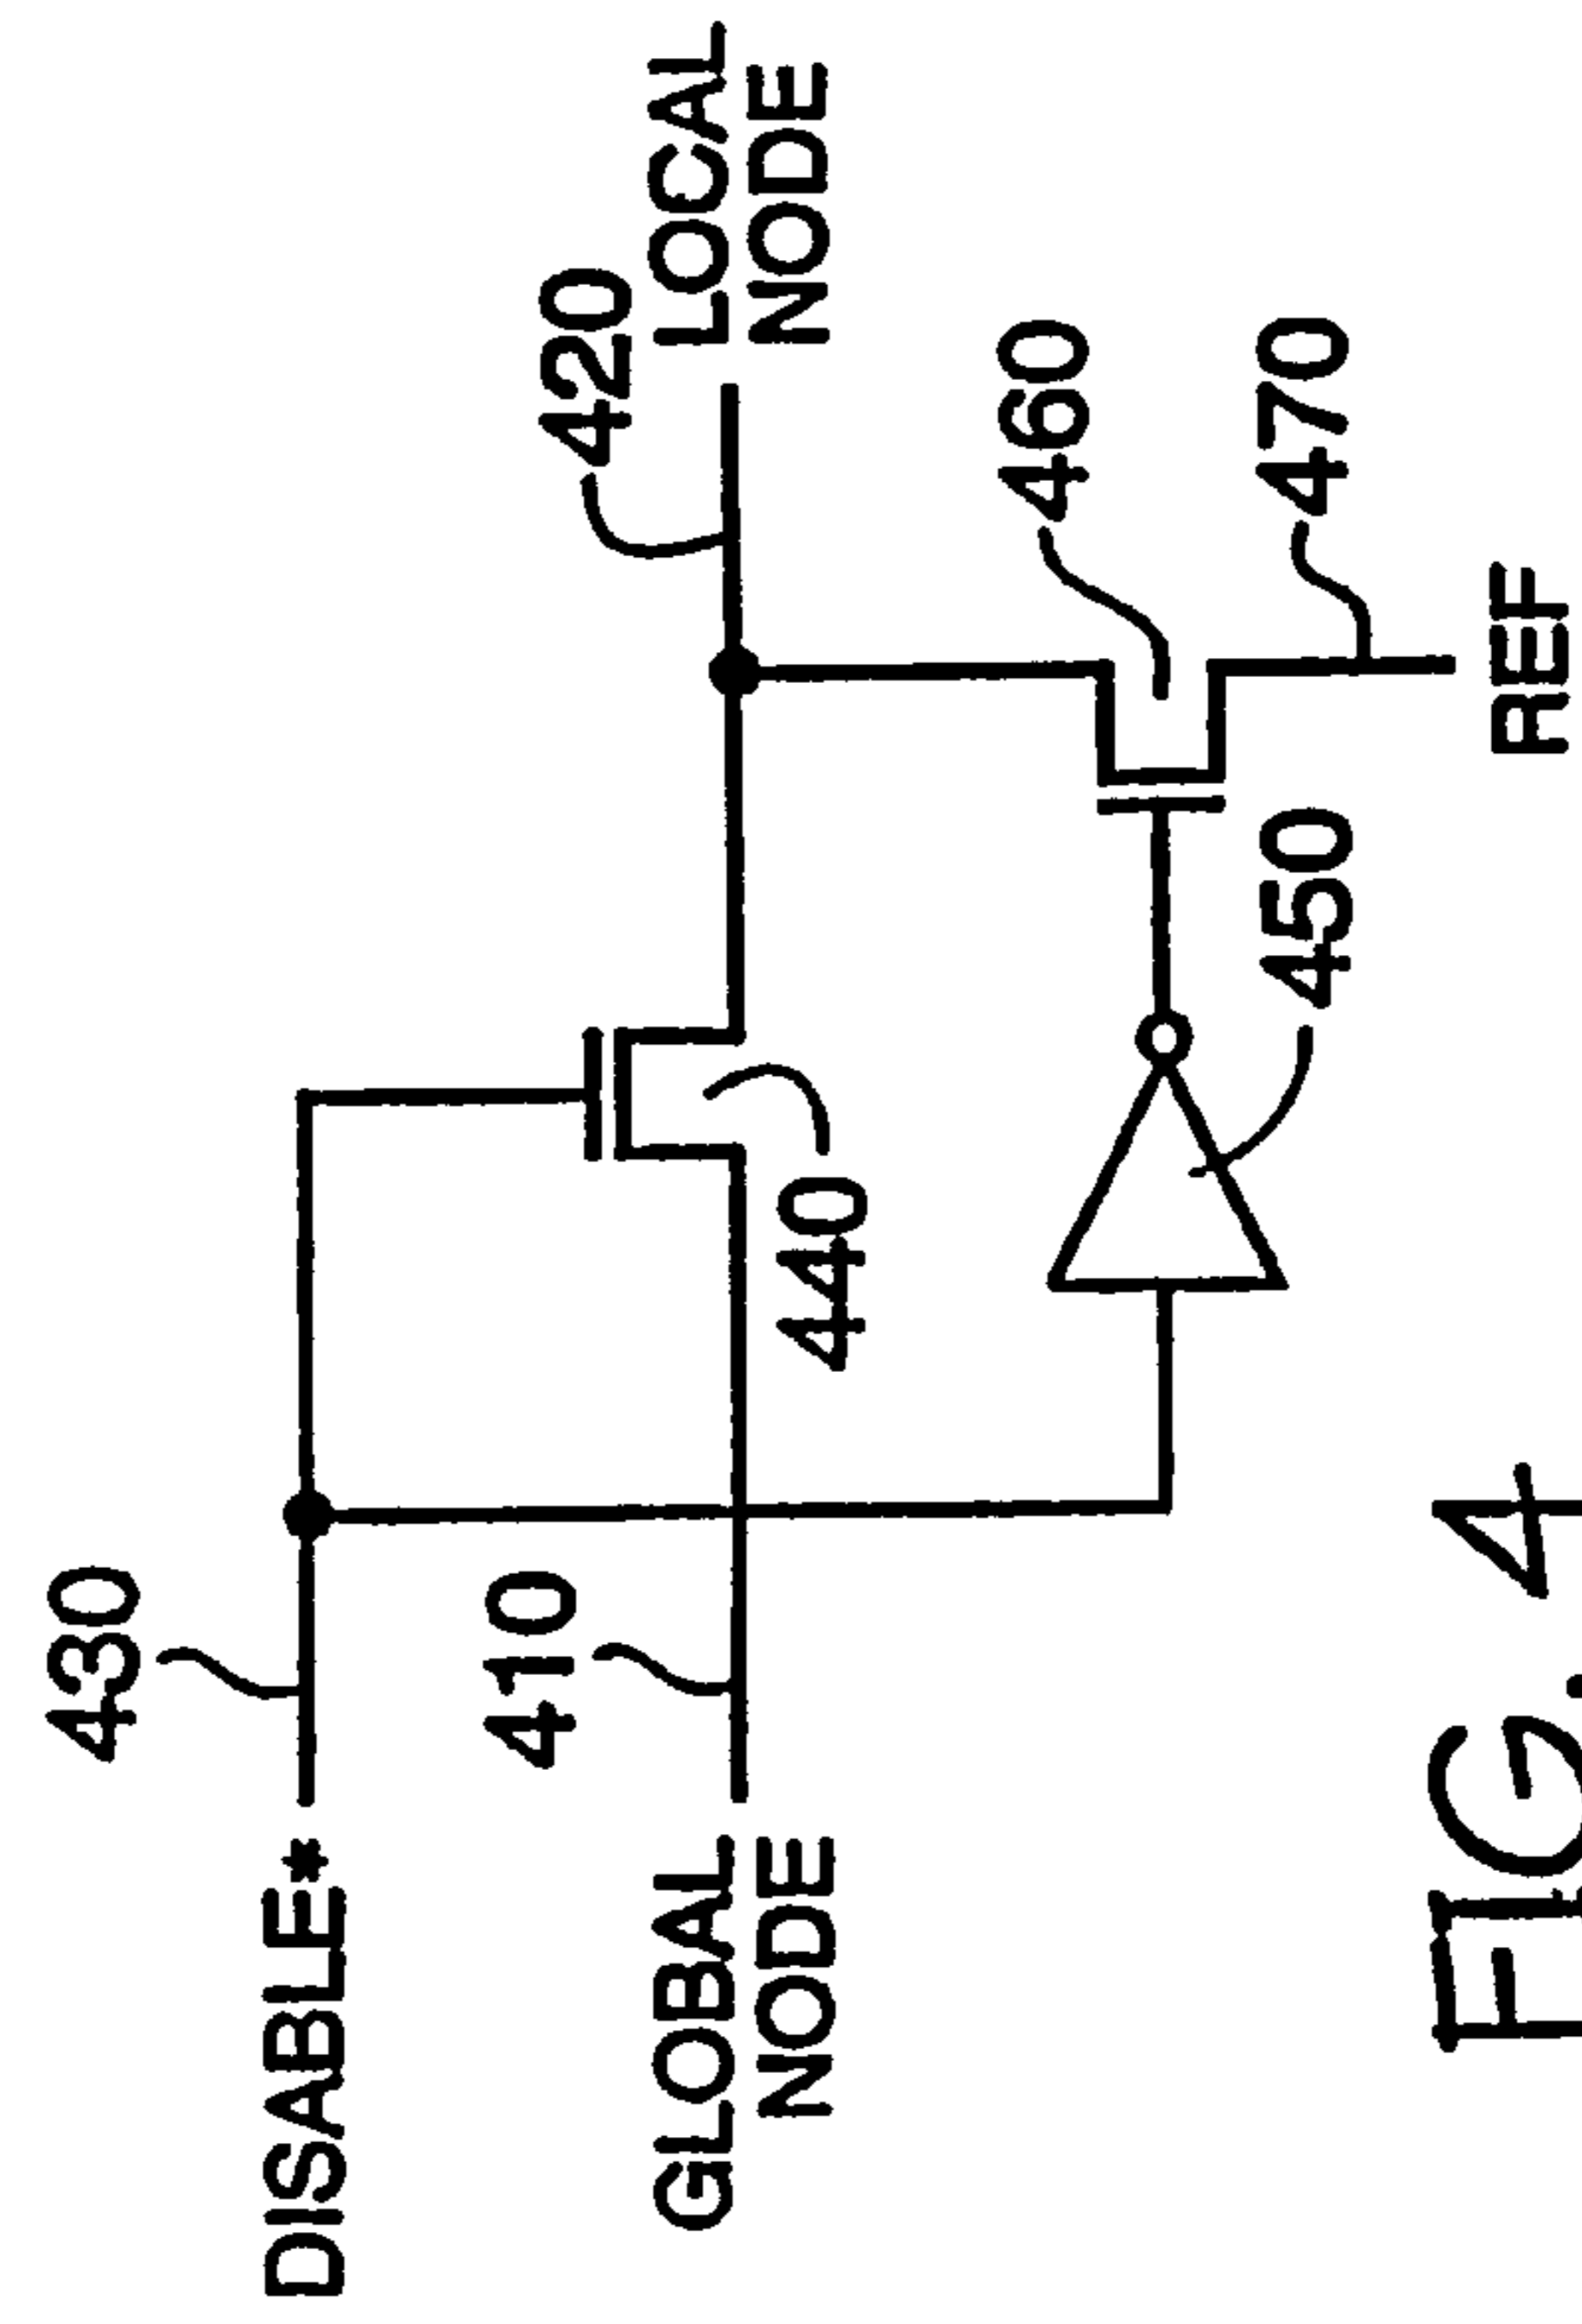 430
DISABLE*
410
GLOBAL
NODE
440
420
LOCAL
NODE
460
450
470
REF
FIG. 4